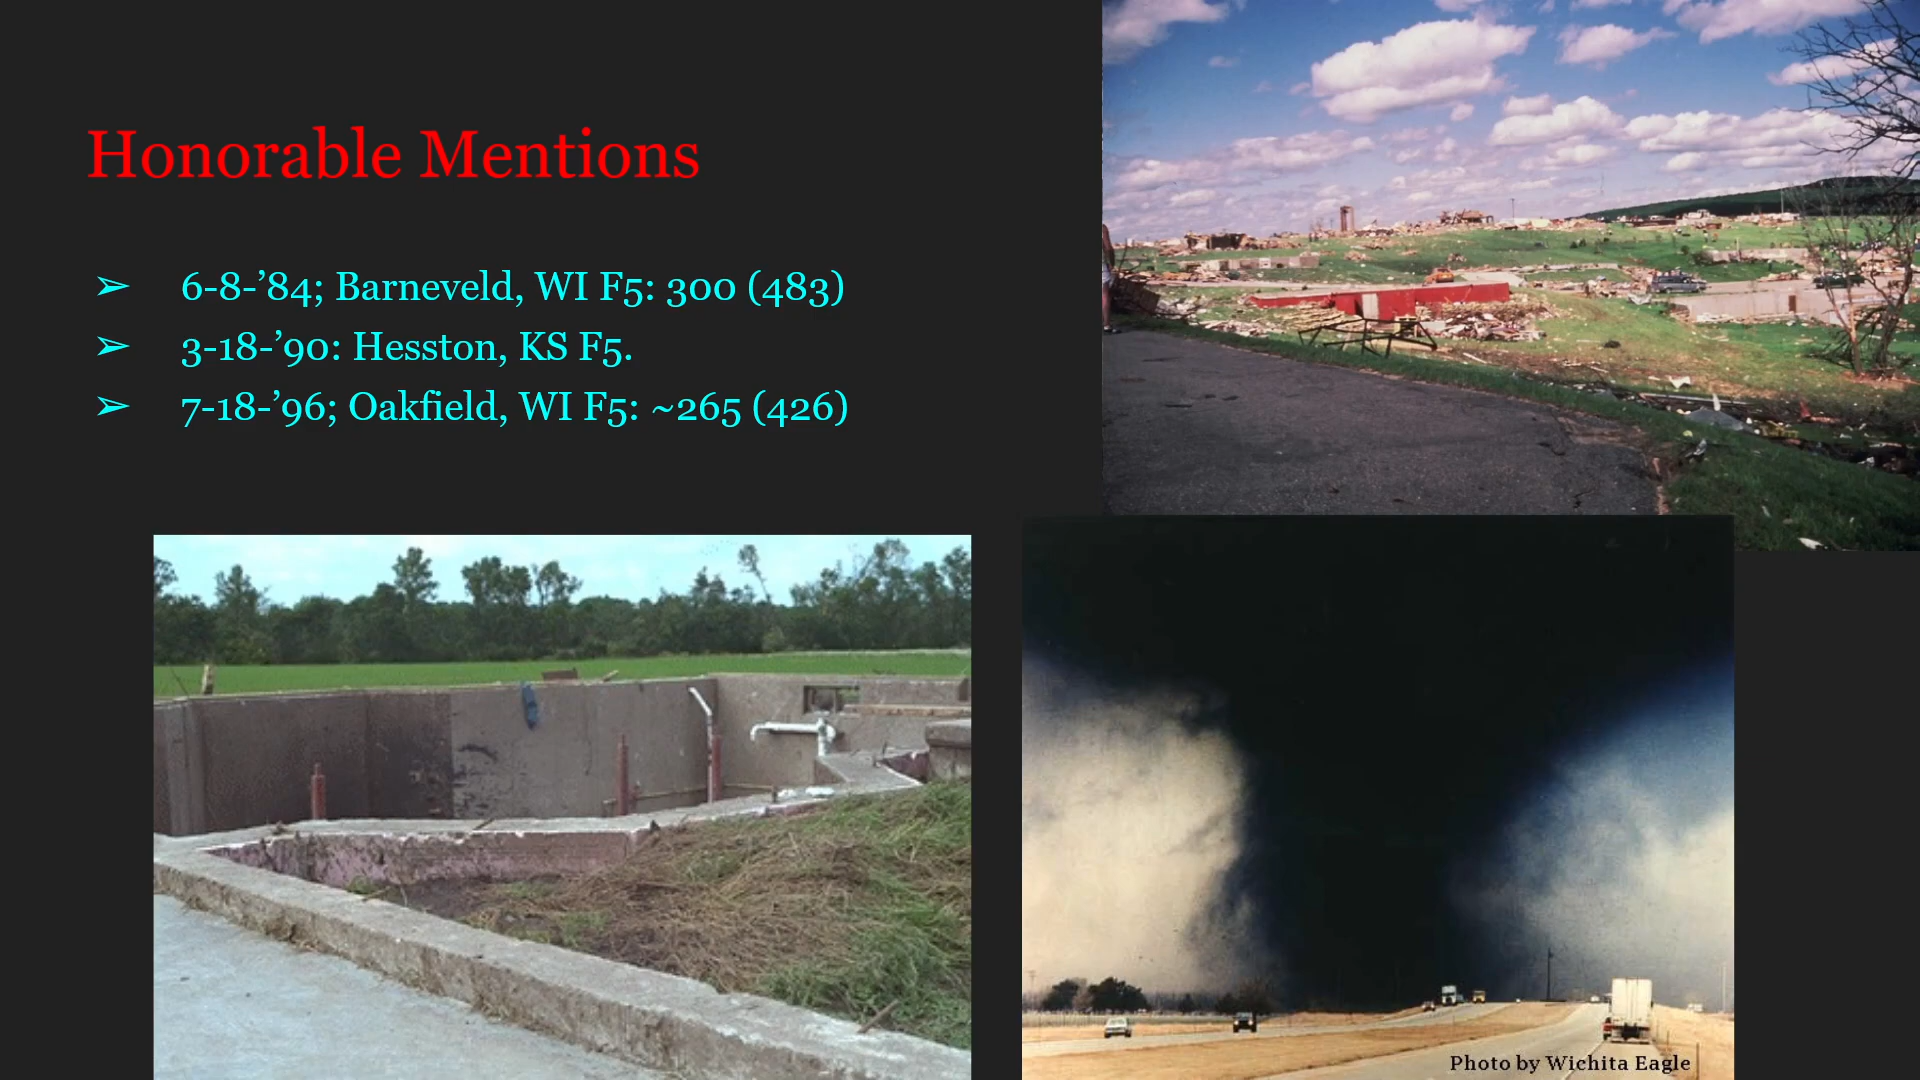 Honorable Mentions
➢ 6-8-’84; Barneveld, WI F5: 300 (483)
➢ 3-18-’90: Hesston, KS F5.
➢ 7-18-’96; Oakfield, WI F5: ~265 (426)
Photo by Wichita Eagle